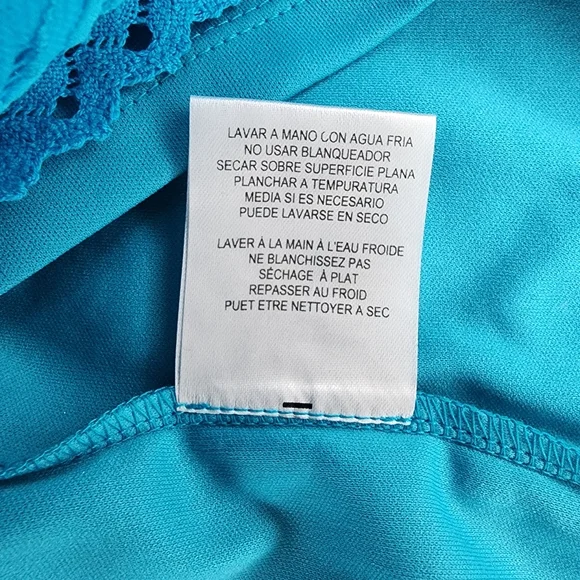 LAVAR A MANO CON AGUA FRIA
NO USAR BLANQUEADOR
SECAR SOBRE SUPERFICIE PLANA
PLANCHAR A TEMPURATURA
MEDIA SI ES NECESARIO
PUEDE LAVARSE EN SECO
LAVER À LA MAIN À L'EAU FROIDE
NE BLANCHISSEZ PAS
SÉCHAGE À PLAT
REPASSER AU FROID
PUET ETRE NETTOYER A SEC